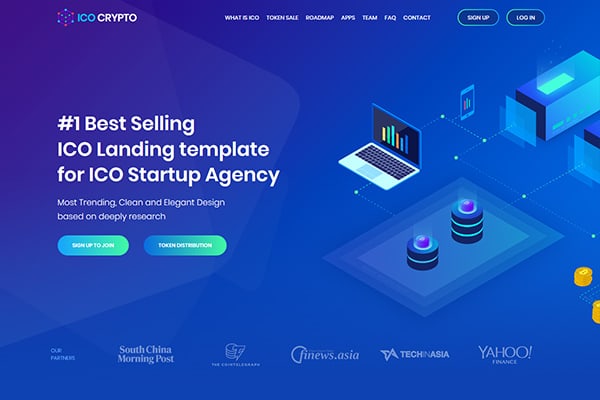 ICO CRYPTO
WHAT IS ICO TOKEN SALE ROADMAP APPS TEAM FAQ CONTACT
SIGN UP
LOG IN
#1 Best Selling
ICO Landing template
for ICO Startup Agency
Most Trending, Clean and Elegant Design
based on deeply research
SIGN UP TO JOIN
TOKEN DISTRIBUTION
OUR
PARTNERS
South China
Morning Post
THE COINTELEGRAPH
finews.asia
TECHINASIA
YAHOO!
FINANCE